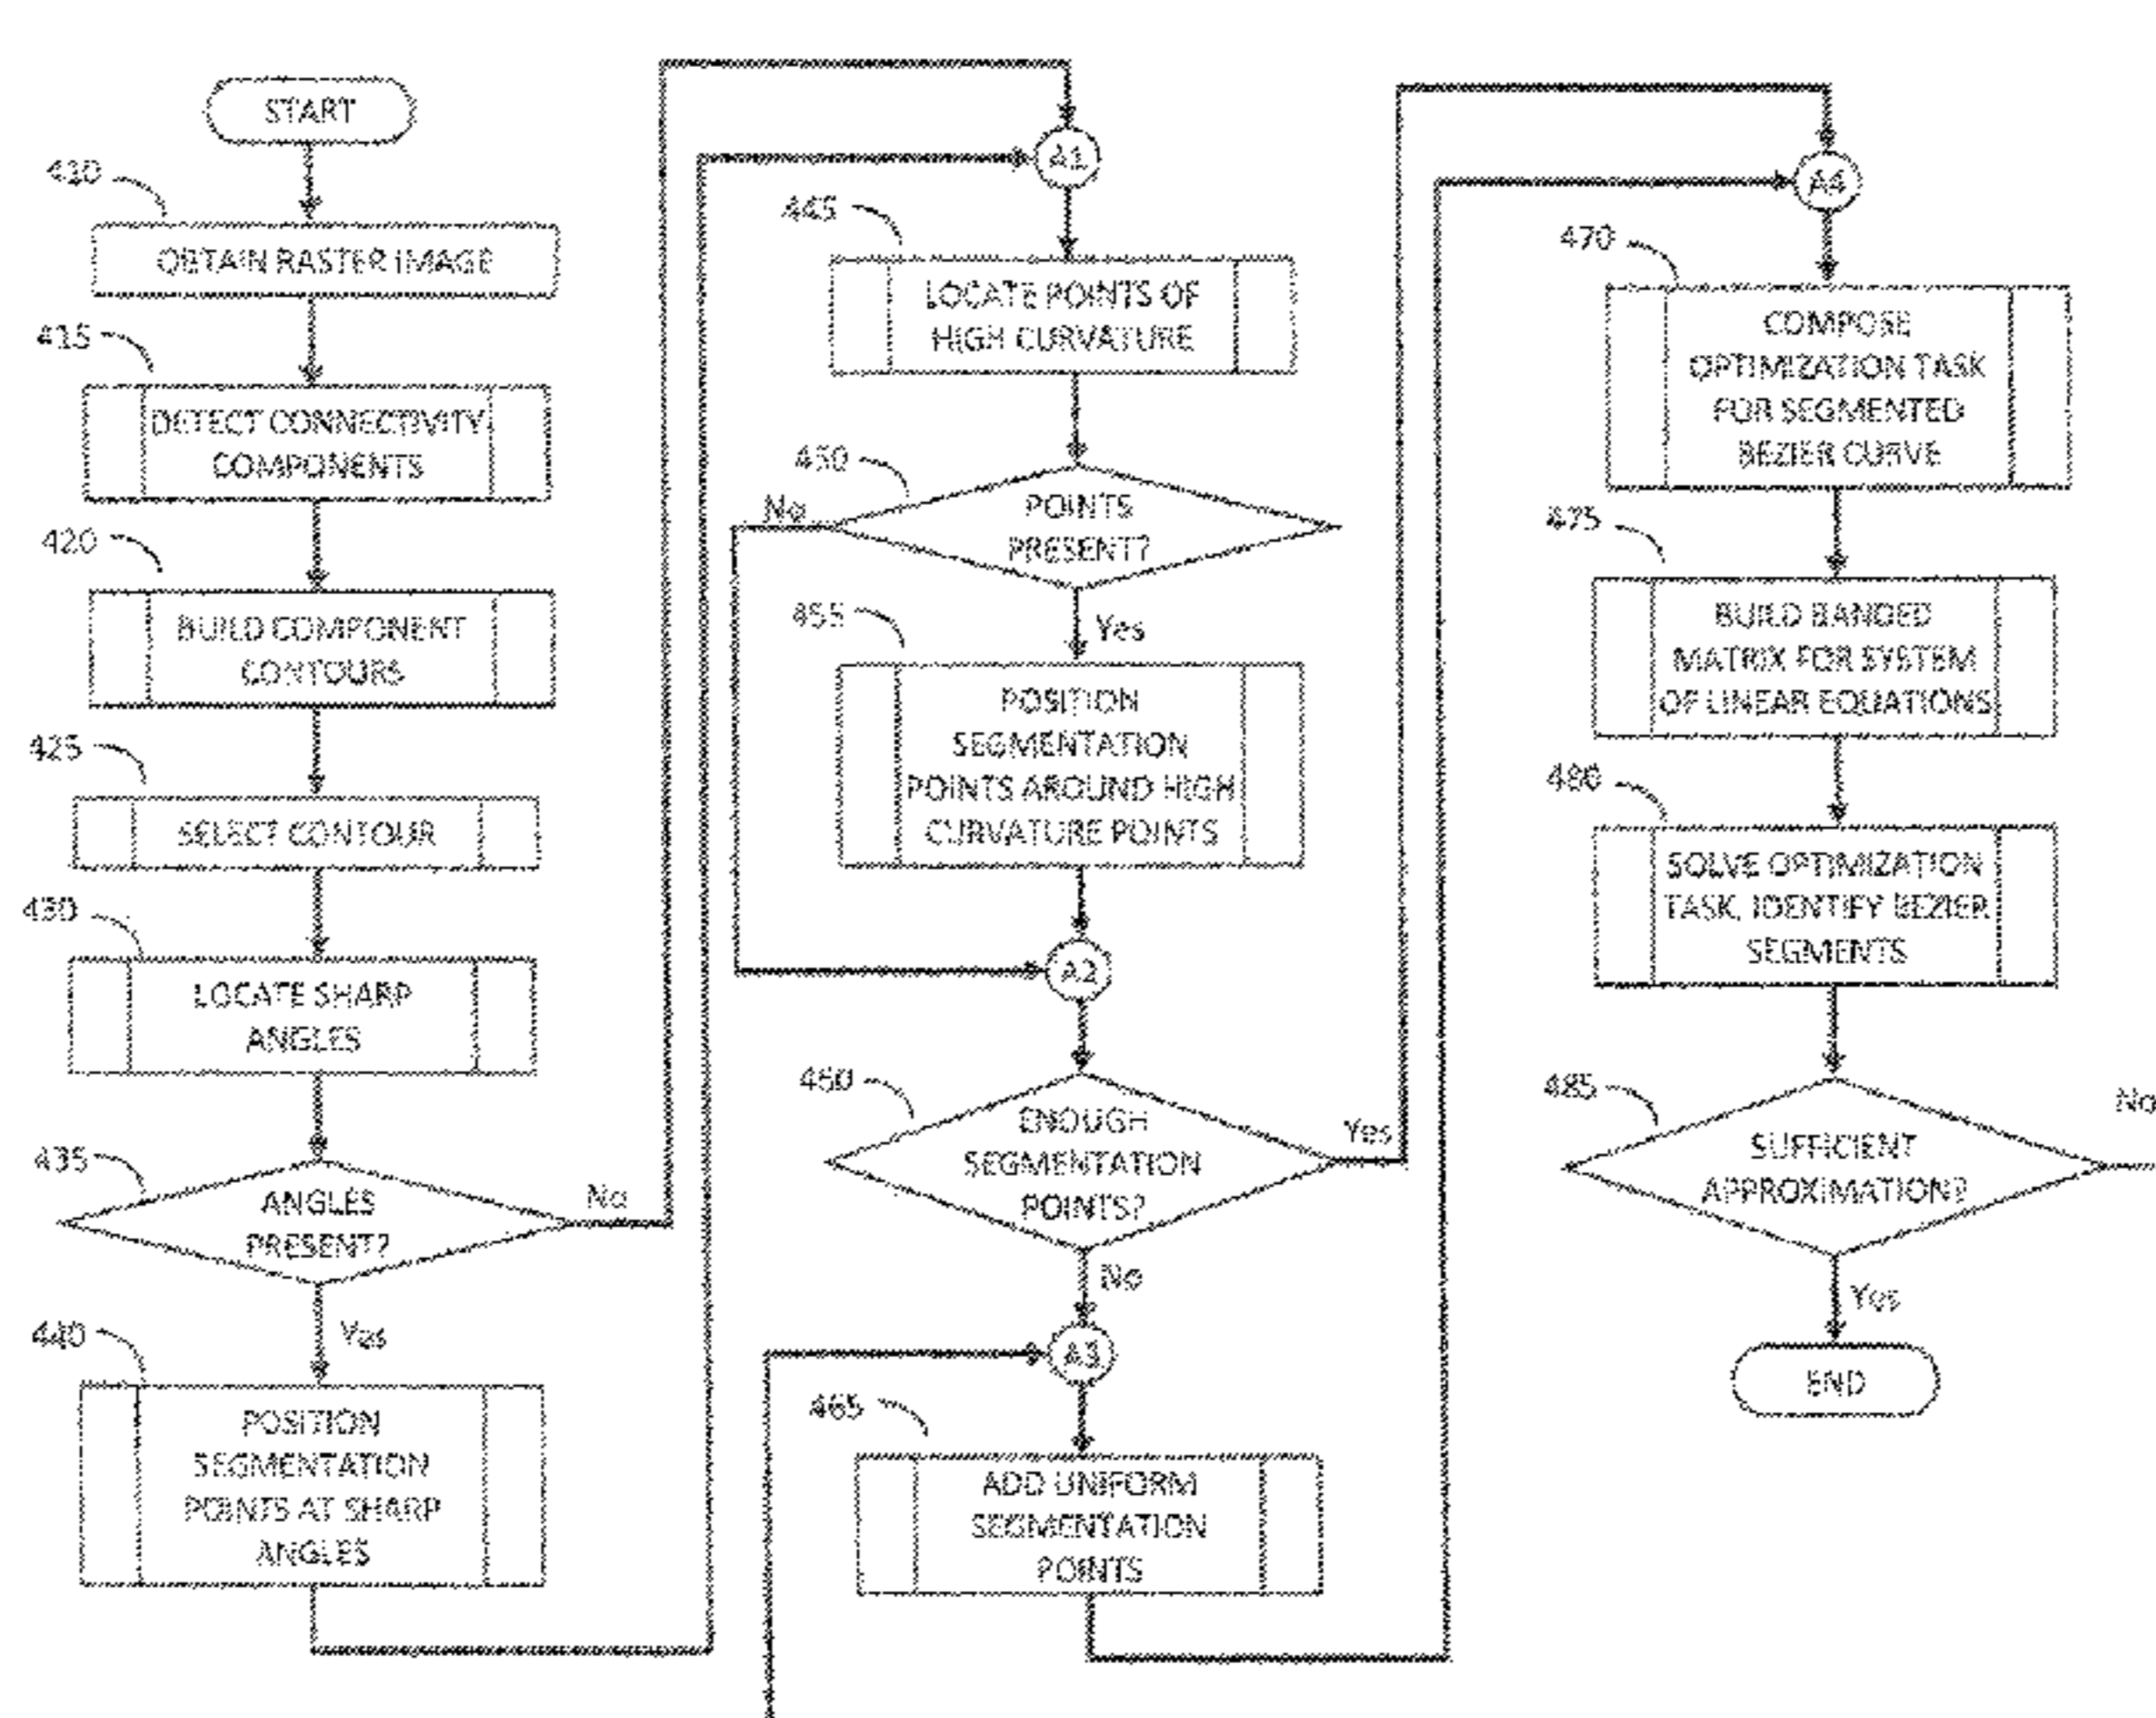 START
410
OBTAIN RASTER IMAGE
415
DETECT CONNECTIVITY
COMPONENTS
420
BUILD COMPONENT
CONTOURS
425
SELECT CONTOUR
430
LOCATE SHARP
ANGLES
435
ANGLES
PRESENT?
No
Yes
440
POSITION
SEGMENTATION
POINTS AT SHARP
ANGLES
A1
445
LOCATE POINTS OF
HIGH CURVATURE
450
POINTS
PRESENT?
No
Yes
455
POSITION
SEGMENTATION
POINTS AROUND HIGH
CURVATURE POINTS
A2
460
ENOUGH
SEGMENTATION
POINTS?
Yes
No
A3
465
ADD UNIFORM
SEGMENTATION
POINTS
A4
470
COMPOSE
OPTIMIZATION TASK
FOR SEGMENTED
BEZIER CURVE
475
BUILD BANDED
MATRIX FOR SYSTEM
OF LINEAR EQUATIONS
480
SOLVE OPTIMIZATION
TASK, IDENTIFY BEZIER
SEGMENTS
485
SUFFICIENT
APPROXIMATION?
No
Yes
END